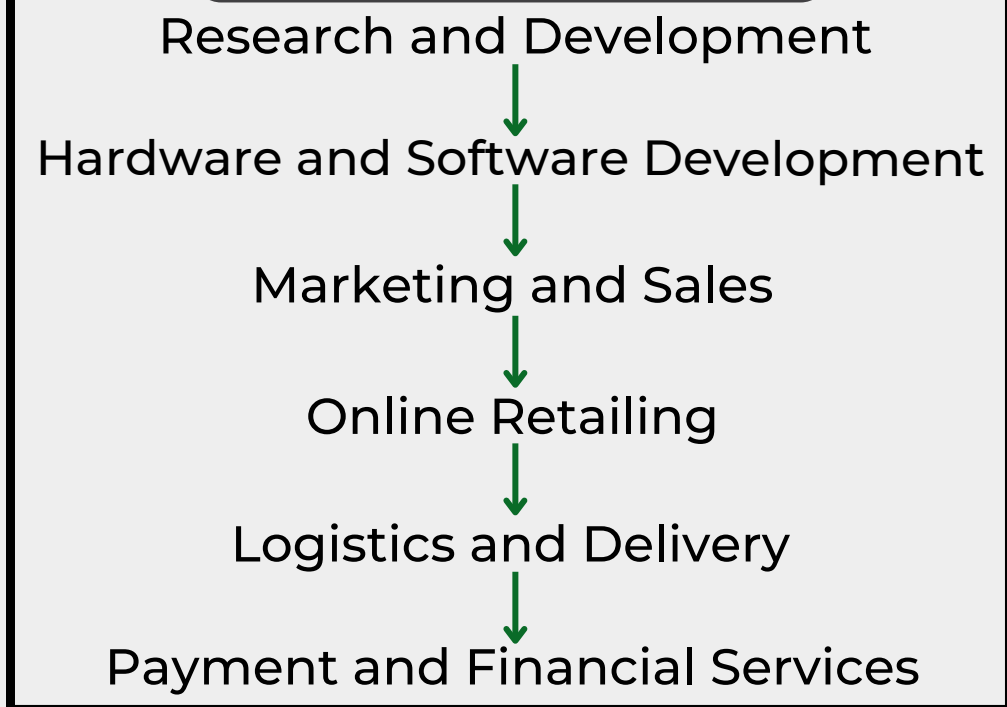 Research and Development
Hardware and Software Development
Marketing and Sales
Online Retailing
Logistics and Delivery
Payment and Financial Services